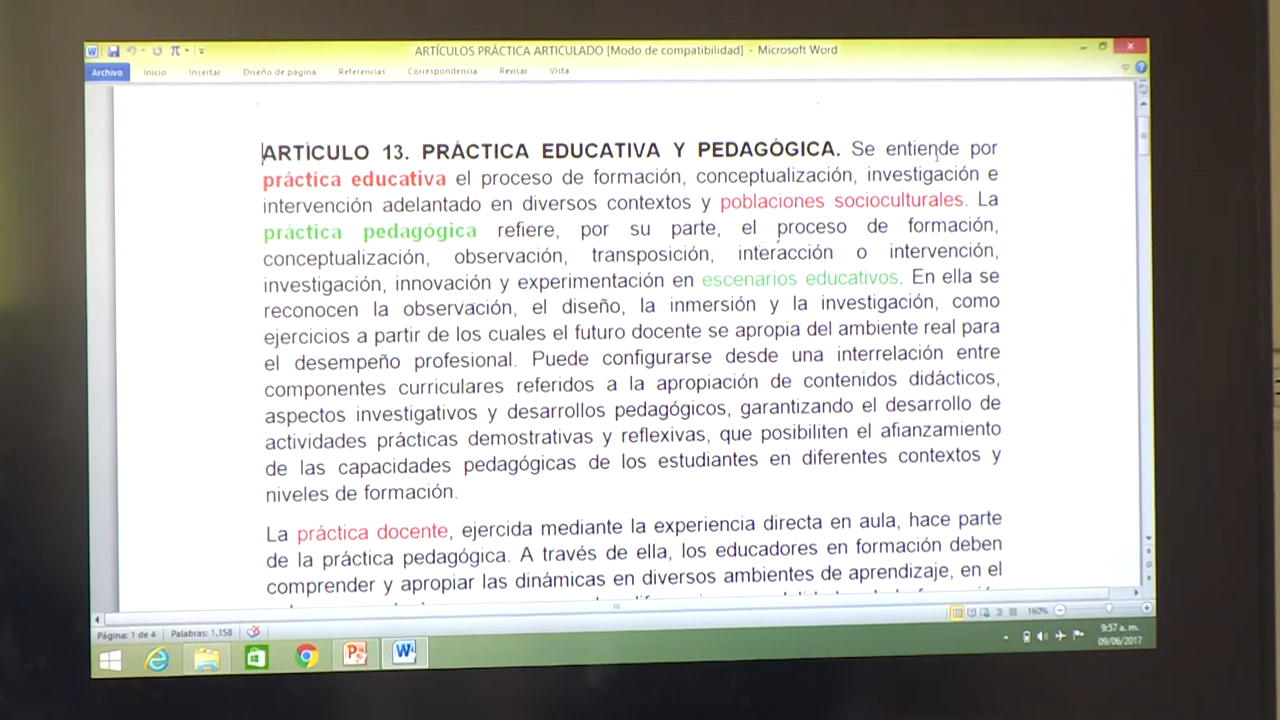 ARTÍCULOS PRÁCTICA ARTICULADO [Modo de compatibilidad] - Microsoft Word
Archivo Inicio Insertar Diseño de página Referencias Correspondencia Revisar Vista
ARTÍCULO 13. PRÁCTICA EDUCATIVA Y PEDAGÓGICA. Se entiende por
práctica educativa el proceso de formación, conceptualización, investigación e
intervención adelantado en diversos contextos y poblaciones socioculturales. La
práctica pedagógica refiere, por su parte, el proceso de formación,
conceptualización, observación, transposición, interacción o intervención,
investigación, innovación y experimentación en escenarios educativos. En ella se
reconocen la observación, el diseño, la inmersión y la investigación, como
ejercicios a partir de los cuales el futuro docente se apropia del ambiente real para
el desempeño profesional. Puede configurarse desde una interrelación entre
componentes curriculares referidos a la apropiación de contenidos didácticos,
aspectos investigativos y desarrollos pedagógicos, garantizando el desarrollo de
actividades prácticas demostrativas y reflexivas, que posibiliten el afianzamiento
de las capacidades pedagógicas de los estudiantes en diferentes contextos y
niveles de formación.
La práctica docente, ejercida mediante la experiencia directa en aula, hace parte
de la práctica pedagógica. A través de ella, los educadores en formación deben
comprender y apropiar las dinámicas en diversos ambientes de aprendizaje, en el
Página: 1 de 4 Palabras: 1.358 160%
9:57 a. m.
09/06/2017